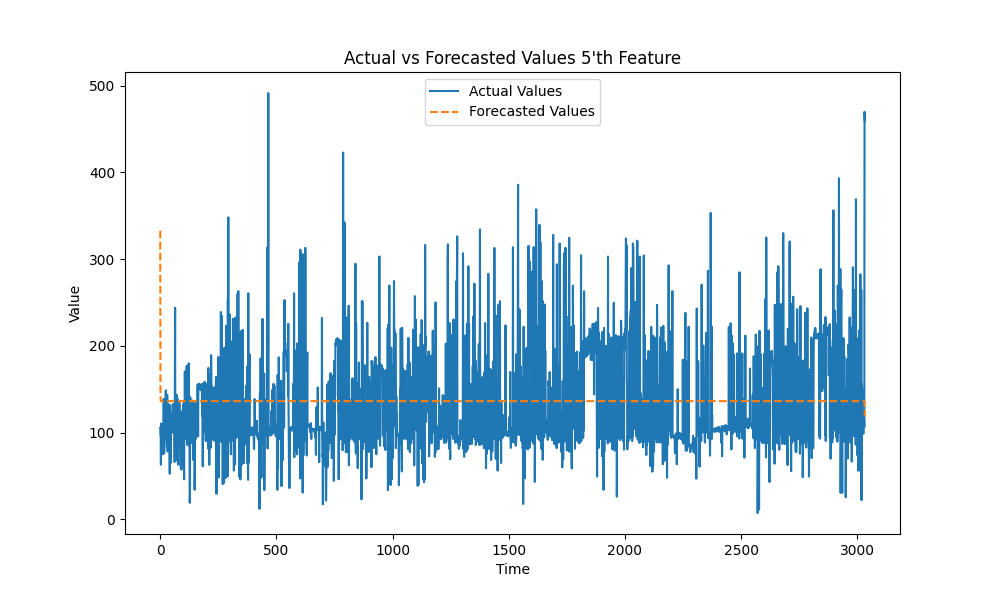 Actual vs Forecasted Values 5'th Feature
Actual Values
Forecasted Values
500
400
300
200
100
0
Value
0 500 1000 1500 2000 2500 3000
Time